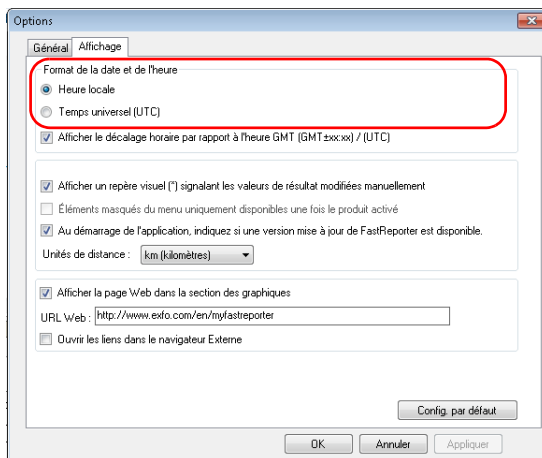 Options
Général
Affichage
Format de la date et de l'heure
Heure locale
Temps universel (UTC)
Afficher le décalage horaire par rapport à l'heure GMT (GMT±xx:xx) / (UTC)
Afficher un repère visuel (*) signalant les valeurs de résultat modifiées manuellement
Éléments masqués du menu uniquement disponibles une fois le produit activé
Au démarrage de l'application, indiquez si une version mise à jour de FastReporter est disponible.
Unités de distance : km (kilomètres)
Afficher la page Web dans la section des graphiques
URL Web : http://www.exfo.com/en/myfastreporter
Ouvrir les liens dans le navigateur Externe
Config. par défaut
OK Annuler Appliquer